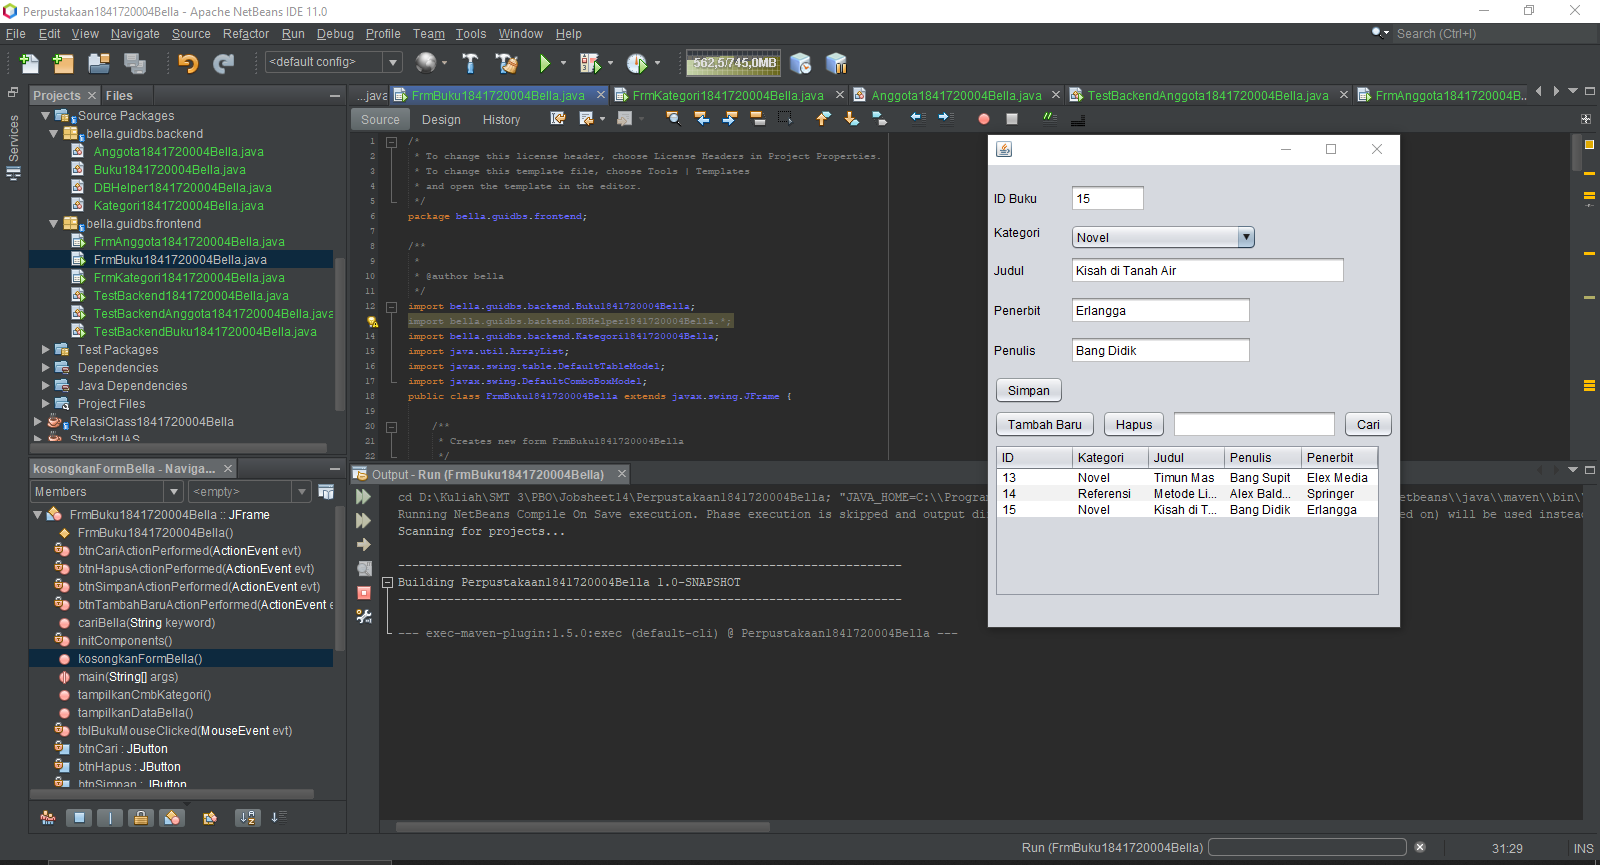 Perpustakaan1841720004Bella - Apache NetBeans IDE 11.0
File Edit View Navigate Source Refactor Run Debug Profile Team Tools Window Help
Search (Ctrl+I)
<default config>
562,5/745,0MB
Services
Projects Files
Source Packages
bella.guidbs.backend
Anggota1841720004Bella.java
Buku1841720004Bella.java
DBHelper1841720004Bella.java
Kategori1841720004Bella.java
bella.guidbs.frontend
FrmAnggota1841720004Bella.java
FrmBuku1841720004Bella.java
FrmKategori1841720004Bella.java
TestBackend1841720004Bella.java
TestBackendAnggota1841720004Bella.java
TestBackendBuku1841720004Bella.java
Test Packages
Dependencies
Java Dependencies
Project Files
RelasiClass1841720004Bella
StrukdatUAS
kosongkanFormBella - Naviga...
Members <empty>
FrmBuku1841720004Bella :: JFrame
FrmBuku1841720004Bella()
btnCariActionPerformed(ActionEvent evt)
btnHapusActionPerformed(ActionEvent evt)
btnSimpanActionPerformed(ActionEvent evt)
btnTambahBaruActionPerformed(ActionEvent e
cariBella(String keyword)
initComponents()
kosongkanFormBella()
main(String[] args)
tampilkanCmbKategori()
tampilkanDataBella()
tblBukuMouseClicked(MouseEvent evt)
btnCari : JButton
btnHapus : JButton
btnSimpan : JButton
...java FrmBuku1841720004Bella.java FrmKategori1841720004Bella.java Anggota1841720004Bella.java TestBackendAnggota1841720004Bella.java FrmAnggota1841720004B...
Source Design History
1 /*
2 * To change this license header, choose License Headers in Project Properties.
3 * To change this template file, choose Tools | Templates
4 * and open the template in the editor.
5 */
6 package bella.guidbs.frontend;
7
8 /**
9 *
10 * @author bella
11 */
12 import bella.guidbs.backend.Buku1841720004Bella;
import bella.guidbs.backend.DBHelper1841720004Bella.*;
14 import bella.guidbs.backend.Kategori1841720004Bella;
15 import java.util.ArrayList;
16 import javax.swing.table.DefaultTableModel;
17 import javax.swing.DefaultComboBoxModel;
18 public class FrmBuku1841720004Bella extends javax.swing.JFrame {
19
20 /**
21 * Creates new form FrmBuku1841720004Bella
22 */
Output - Run (FrmBuku1841720004Bella)
cd D:\Kuliah\SMT 3\PBO\Jobsheet14\Perpustakaan1841720004Bella; "JAVA_HOME=C:\\Progra etbeans\\java\\maven\\bin\
Running NetBeans Compile On Save execution. Phase execution is skipped and output di ed on) will be used instea
Scanning for projects...
------------------------------------------------------------------------
Building Perpustakaan1841720004Bella 1.0-SNAPSHOT
------------------------------------------------------------------------
--- exec-maven-plugin:1.5.0:exec (default-cli) @ Perpustakaan1841720004Bella ---
ID Buku 15
Kategori Novel
Judul Kisah di Tanah Air
Penerbit Erlangga
Penulis Bang Didik
Simpan
Tambah Baru Hapus Cari
ID Kategori Judul Penulis Penerbit
13 Novel Timun Mas Bang Supit Elex Media
14 Referensi Metode Li... Alex Bald... Springer
15 Novel Kisah di T... Bang Didik Erlangga
Run (FrmBuku1841720004Bella) 31:29 INS